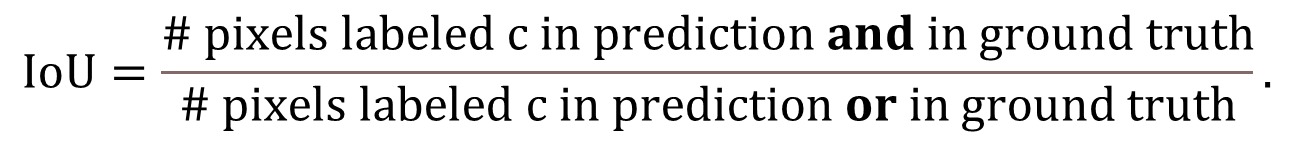 # pixels labeled c in prediction and in ground truth
IoU = .
# pixels labeled c in prediction or in ground truth